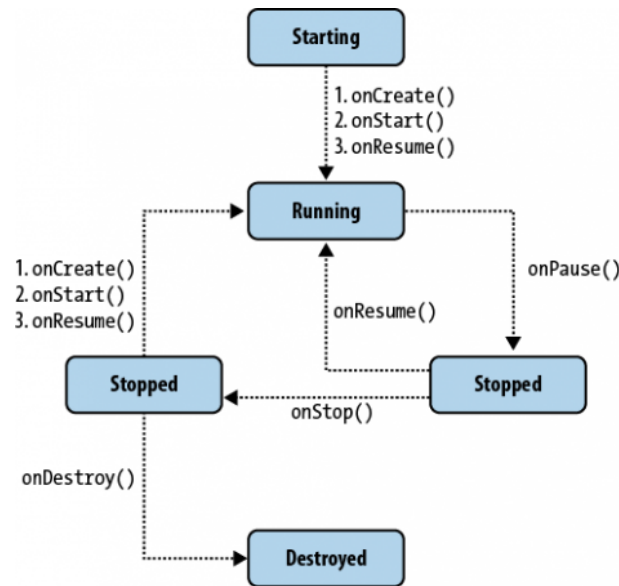 Starting
1. onCreate()
2. onStart()
3. onResume()
Running
1. onCreate()
2. onStart()
3. onResume()
onPause()
onResume()
Stopped
Stopped
onStop()
onDestroy()
Destroyed